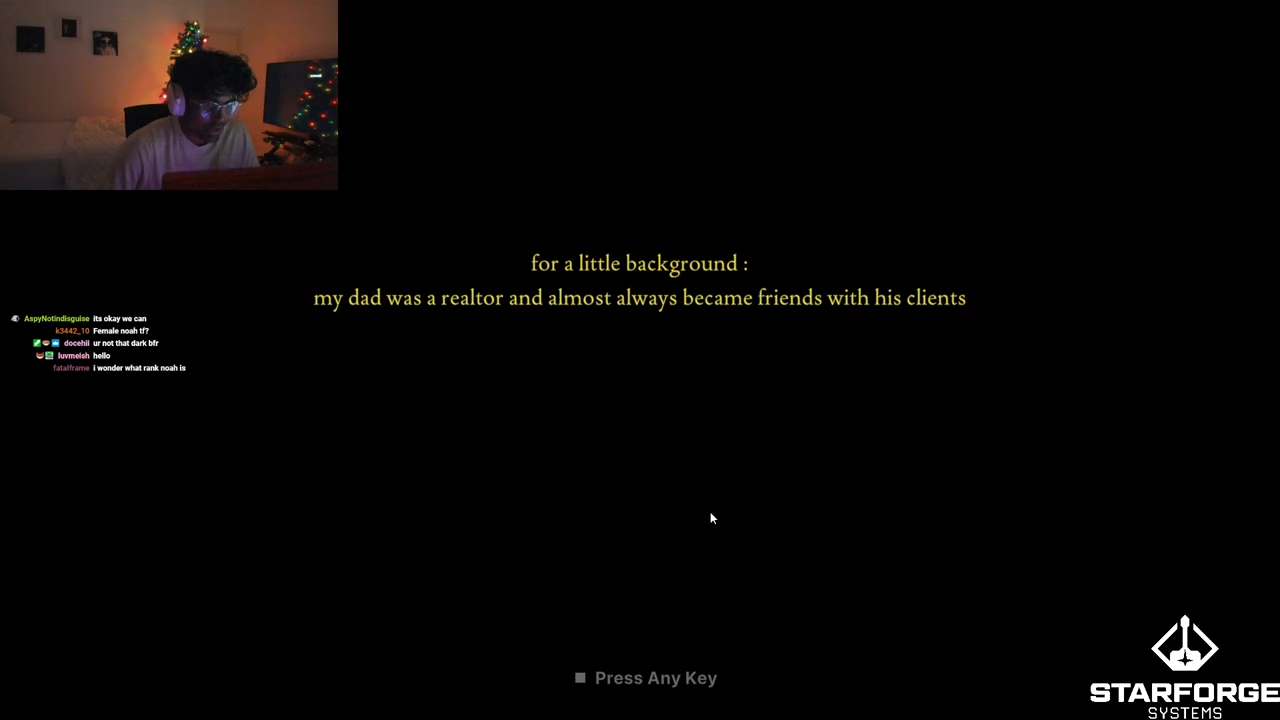 for a little background :
my dad was a realtor and almost always became friends with his clients
AspyNotindisguise its okay we can
k3442_10 Female noah tf?
docehii ur not that dark bfr
luvmeish hello
fatalframe i wonder what rank noah is
Press Any Key
STARFORGE
SYSTEMS